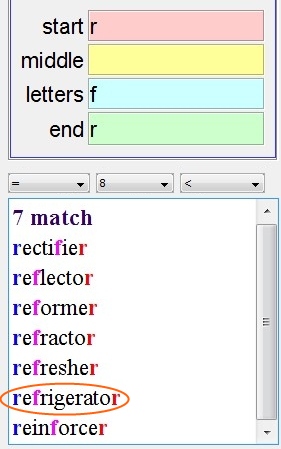 start r
middle
letters f
end r
= 8 <
7 match
rectifier
reflector
reformer
refractor
refresher
refrigerator
reinforcer